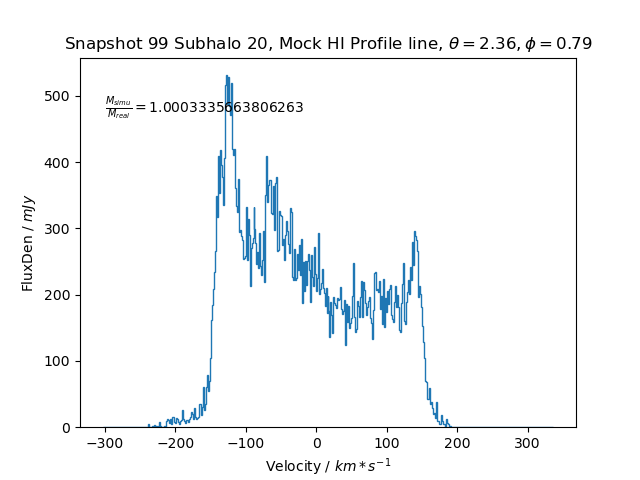 Snapshot 99 Subhalo 20, Mock HI Profile line, θ = 2.36, ϕ = 0.79
500
400
300
200
100
0
M_simu/M_real = 1.0003335663806263
FluxDen / mJy
−300 −200 −100 0 100 200 300
Velocity / km * s⁻¹